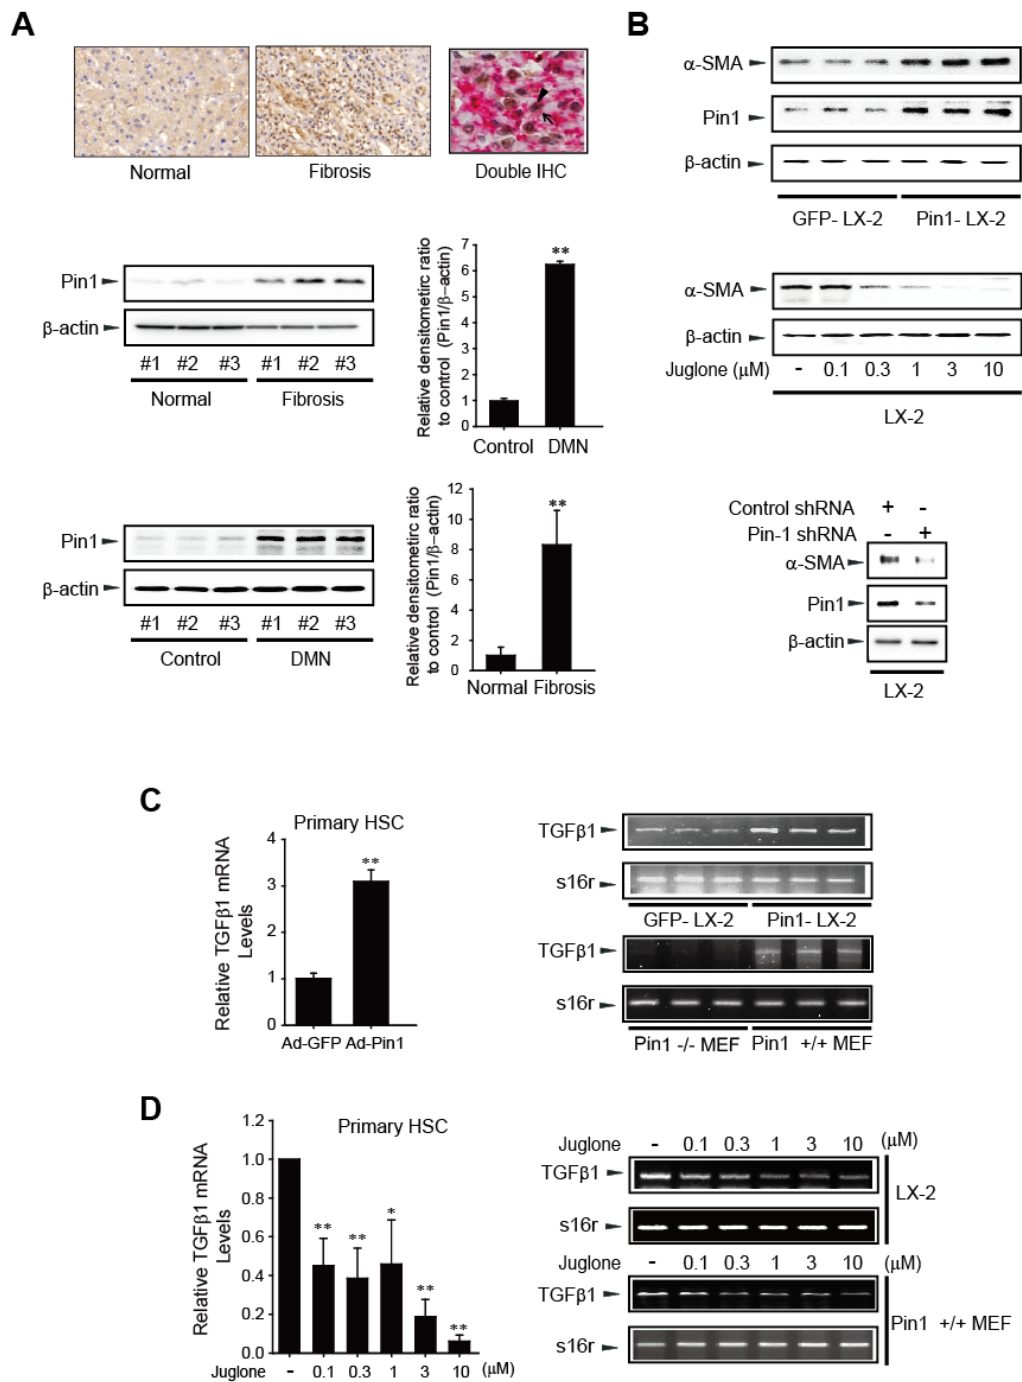 A
Normal
Fibrosis
Double IHC
Pin1
β-actin
#1 #2 #3 #1 #2 #3
Normal Fibrosis
Relative densitometirc ratio
to control (Pin1/β-actin)
7
6
5
4
3
2
1
0
**
Control DMN
Pin1
β-actin
#1 #2 #3 #1 #2 #3
Control DMN
Relative densitometirc ratio
to control (Pin1/β-actin)
12
10
8
6
4
2
0
**
Normal Fibrosis
B
α-SMA
Pin1
β-actin
GFP- LX-2 Pin1- LX-2
α-SMA
β-actin
Juglone (μM) - 0.1 0.3 1 3 10
LX-2
Control shRNA + -
Pin-1 shRNA - +
α-SMA
Pin1
β-actin
LX-2
C
Primary HSC
Relative TGFβ1 mRNA
Levels
4
3
2
1
0
**
Ad-GFP Ad-Pin1
TGFβ1
s16r
GFP- LX-2 Pin1- LX-2
TGFβ1
s16r
Pin1 -/- MEF Pin1 +/+ MEF
D
Primary HSC
Relative TGFβ1 mRNA
Levels
1.2
1.0
0.8
0.6
0.4
0.2
0.0
** ** * ** **
Juglone - 0.1 0.3 1 3 10 (μM)
Juglone - 0.1 0.3 1 3 10 (μM)
TGFβ1
s16r
LX-2
Juglone - 0.1 0.3 1 3 10 (μM)
TGFβ1
s16r
Pin1 +/+ MEF